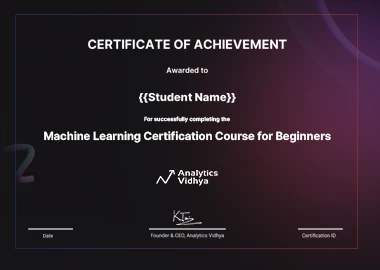 CERTIFICATE OF ACHIEVEMENT
Awarded to
{{Student Name}}
For successfully completing the
Machine Learning Certification Course for Beginners
Analytics
Vidhya
Date
Founder & CEO, Analytics Vidhya
Certification ID